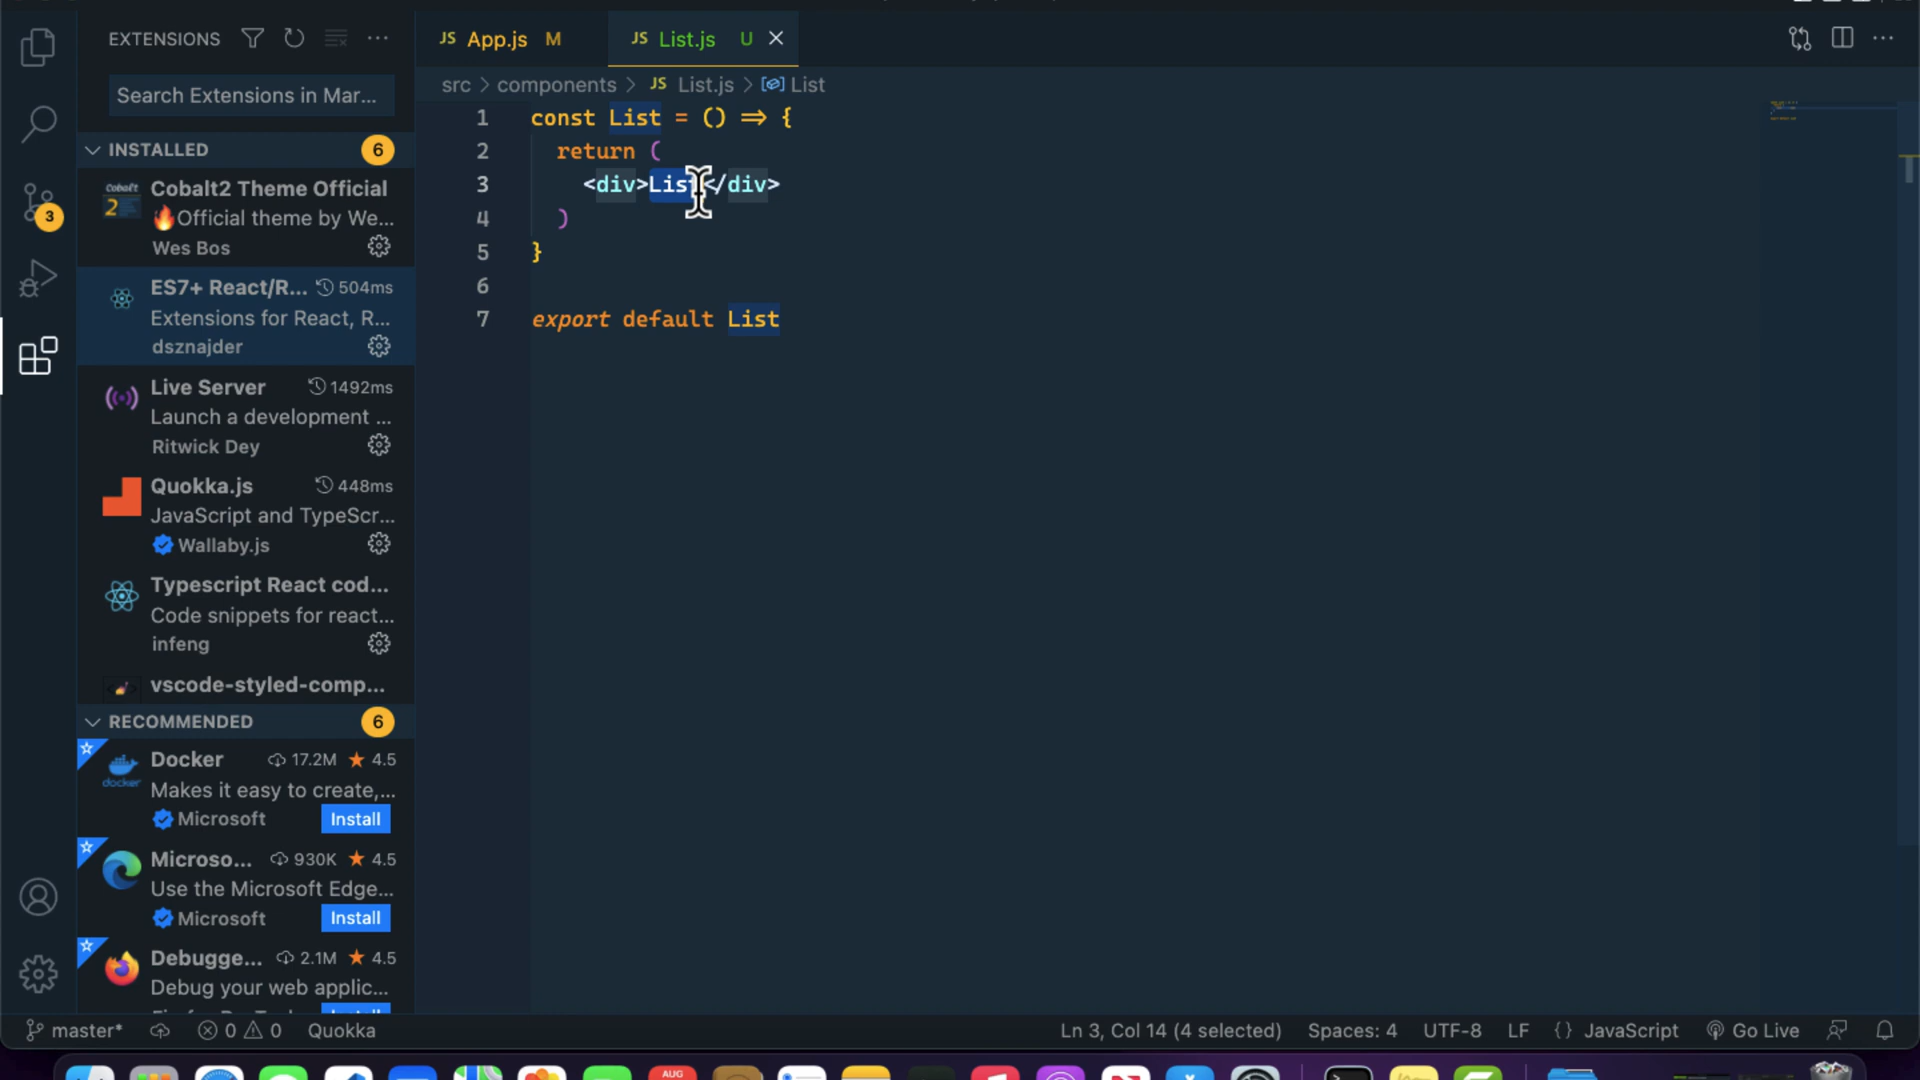 EXTENSIONS
Search Extensions in Mar...
INSTALLED 6
Cobalt2
Cobalt2 Theme Official
🔥Official theme by We...
Wes Bos
3
ES7+ React/R... 504ms
Extensions for React, R...
dsznajder
Live Server 1492ms
Launch a development ...
Ritwick Dey
Quokka.js 448ms
JavaScript and TypeScr...
Wallaby.js
Typescript React cod...
Code snippets for react...
infeng
vscode-styled-comp...
RECOMMENDED 6
docker
Docker 17.2M ★ 4.5
Makes it easy to create,...
Microsoft Install
Microso... 930K ★ 4.5
Use the Microsoft Edge...
Microsoft Install
Debugge... 2.1M ★ 4.5
Debug your web applic...
JS App.js M
JS List.js U
src > components > JS List.js > List
1 const List = () => {
2 return (
3 <div>List</div>
4 )
5 }
6
7 export default List
master* 0 0 Quokka
Ln 3, Col 14 (4 selected) Spaces: 4 UTF-8 LF {} JavaScript Go Live
AUG